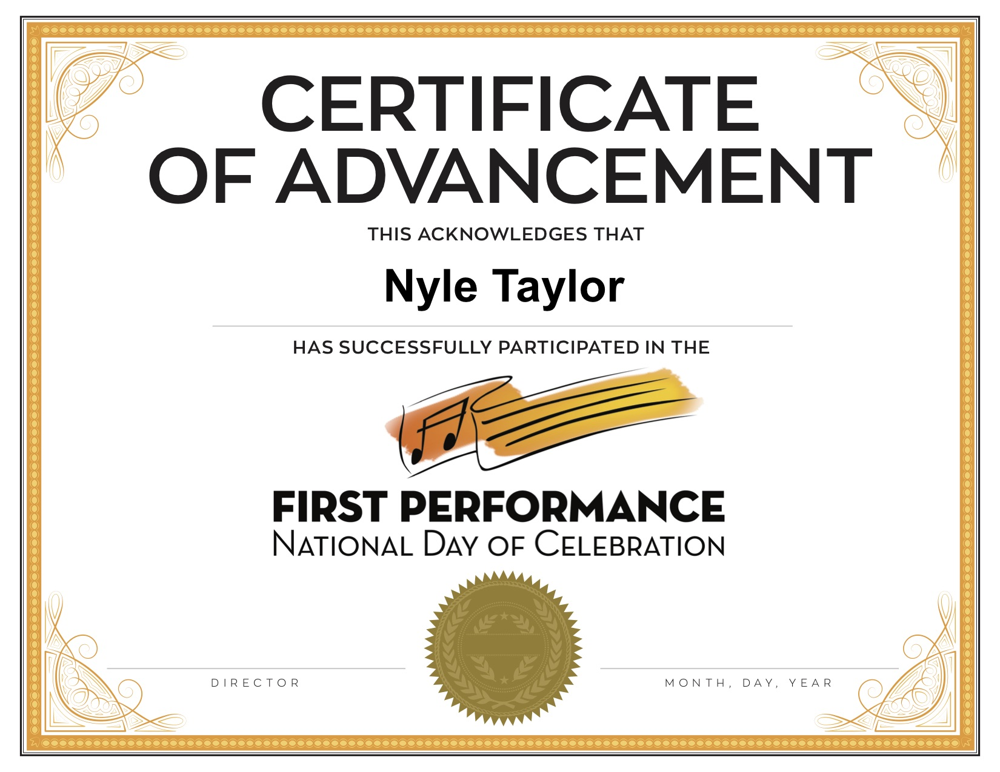 CERTIFICATE
OF ADVANCEMENT
THIS ACKNOWLEDGES THAT
Nyle Taylor
HAS SUCCESSFULLY PARTICIPATED IN THE
FIRST PERFORMANCE
NATIONAL DAY OF CELEBRATION
DIRECTOR
MONTH, DAY, YEAR